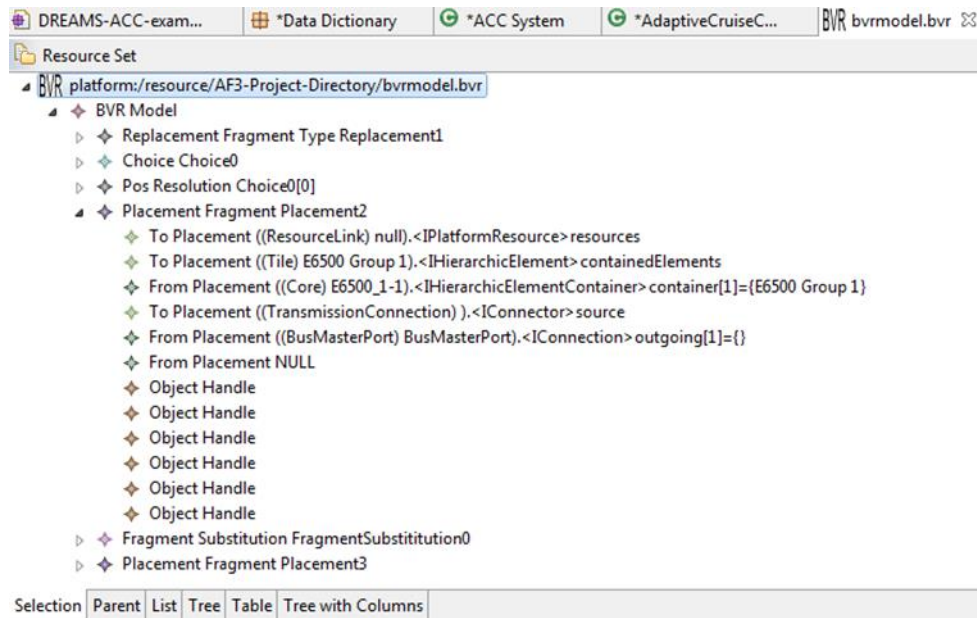 DREAMS-ACC-exam... *Data Dictionary *ACC System *AdaptiveCruiseC... BVR bvrmodel.bvr
Resource Set
BVR platform:/resource/AF3-Project-Directory/bvrmodel.bvr
BVR Model
Replacement Fragment Type Replacement1
Choice Choice0
Pos Resolution Choice0[0]
Placement Fragment Placement2
To Placement ((ResourceLink) null).<IPlatformResource>resources
To Placement ((Tile) E6500 Group 1).<IHierarchicElement>containedElements
From Placement ((Core) E6500_1-1).<IHierarchicElementContainer>container[1]={E6500 Group 1}
To Placement ((TransmissionConnection) ).<IConnector>source
From Placement ((BusMasterPort) BusMasterPort).<IConnection>outgoing[1]={}
From Placement NULL
Object Handle
Object Handle
Object Handle
Object Handle
Object Handle
Object Handle
Fragment Substitution FragmentSubstititution0
Placement Fragment Placement3
Selection Parent List Tree Table Tree with Columns